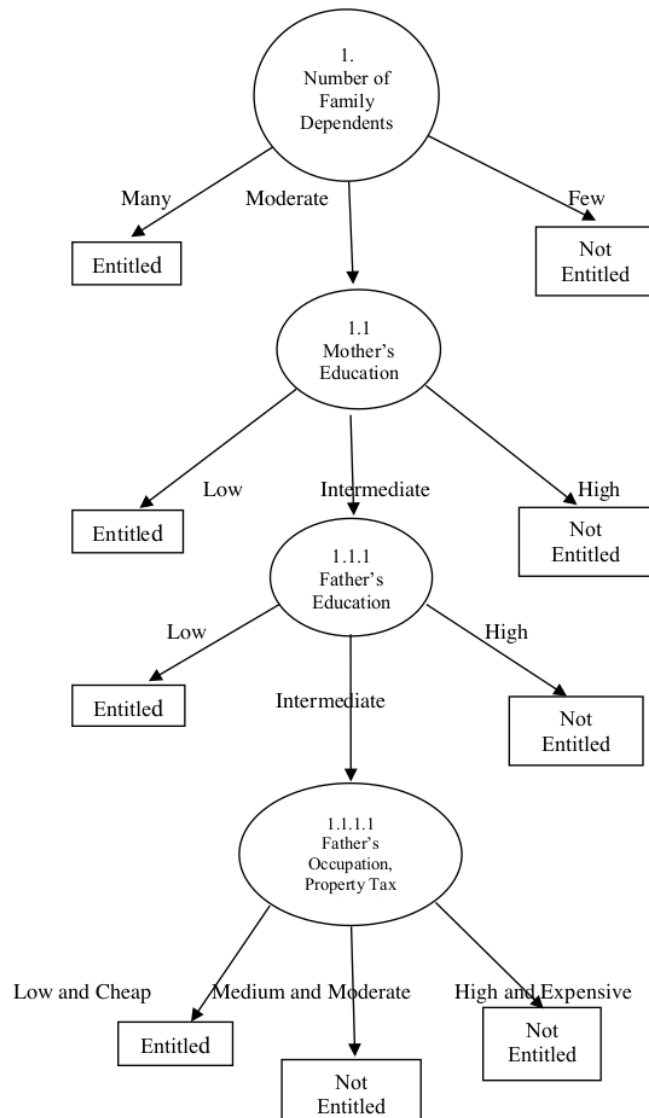 1.
Number of
Family
Dependents
Many
Moderate
Few
Entitled
Not
Entitled
1.1
Mother's
Education
Low
Intermediate
High
Entitled
Not
Entitled
1.1.1
Father's
Education
Low
High
Intermediate
Entitled
Not
Entitled
1.1.1.1
Father's
Occupation,
Property Tax
Low and Cheap
Medium and Moderate
High and Expensive
Entitled
Not
Entitled
Not
Entitled